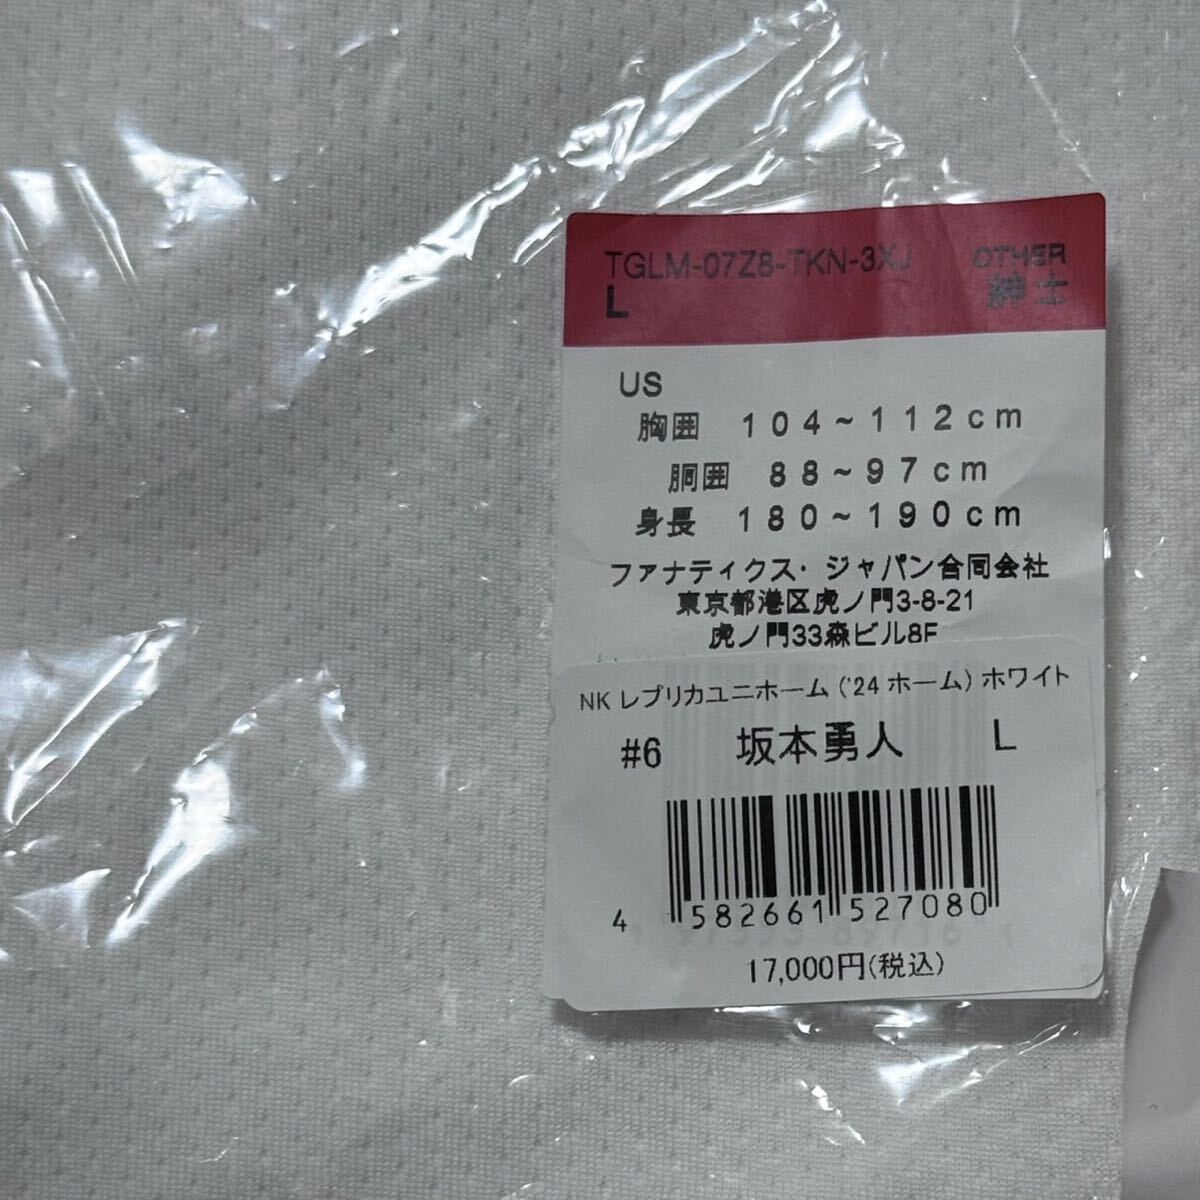 TGLM-07Z8-TKN-3XJ OTHER
L 紳士
US
胸囲 104~112cm
胴囲 88~97cm
身長 180~190cm
ファナティクス・ジャパン合同会社
東京都港区虎ノ門3-8-21
虎ノ門33森ビル8F
NK レプリカユニホーム ('24 ホーム) ホワイト
#6 坂本勇人 L
4 582661 527080
17,000円(税込)